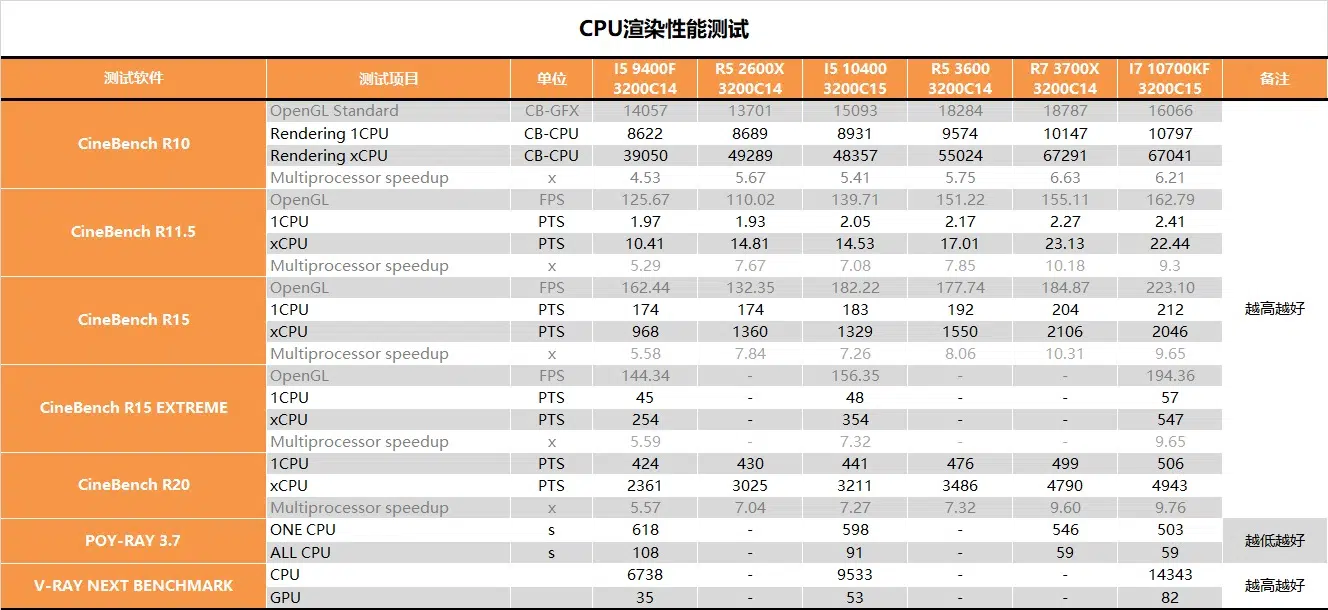 CPU渲染性能测试
测试软件 测试项目 单位 I5 9400F 3200C14 R5 2600X 3200C14 I5 10400 3200C15 R5 3600 3200C14 R7 3700X 3200C14 I7 10700KF 3200C15 备注
CineBench R10
OpenGL Standard CB-GFX 14057 13701 15093 18284 18787 16066
Rendering 1CPU CB-CPU 8622 8689 8931 9574 10147 10797
Rendering xCPU CB-CPU 39050 49289 48357 55024 67291 67041
Multiprocessor speedup x 4.53 5.67 5.41 5.75 6.63 6.21
CineBench R11.5
OpenGL FPS 125.67 110.02 139.71 151.22 155.11 162.79
1CPU PTS 1.97 1.93 2.05 2.17 2.27 2.41
xCPU PTS 10.41 14.81 14.53 17.01 23.13 22.44
Multiprocessor speedup x 5.29 7.67 7.08 7.85 10.18 9.3
CineBench R15
OpenGL FPS 162.44 132.35 182.22 177.74 184.87 223.10
1CPU PTS 174 174 183 192 204 212
xCPU PTS 968 1360 1329 1550 2106 2046
Multiprocessor speedup x 5.58 7.84 7.26 8.06 10.31 9.65
CineBench R15 EXTREME
OpenGL FPS 144.34 - 156.35 - - 194.36
1CPU PTS 45 - 48 - - 57
xCPU PTS 254 - 354 - - 547
Multiprocessor speedup x 5.59 - 7.32 - - 9.65
CineBench R20
1CPU PTS 424 430 441 476 499 506
xCPU PTS 2361 3025 3211 3486 4790 4943
Multiprocessor speedup x 5.57 7.04 7.27 7.32 9.60 9.76
越高越好
POY-RAY 3.7
ONE CPU s 618 - 598 - 546 503
ALL CPU s 108 - 91 - 59 59
越低越好
V-RAY NEXT BENCHMARK
CPU 6738 - 9533 - - 14343
GPU 35 - 53 - - 82
越高越好